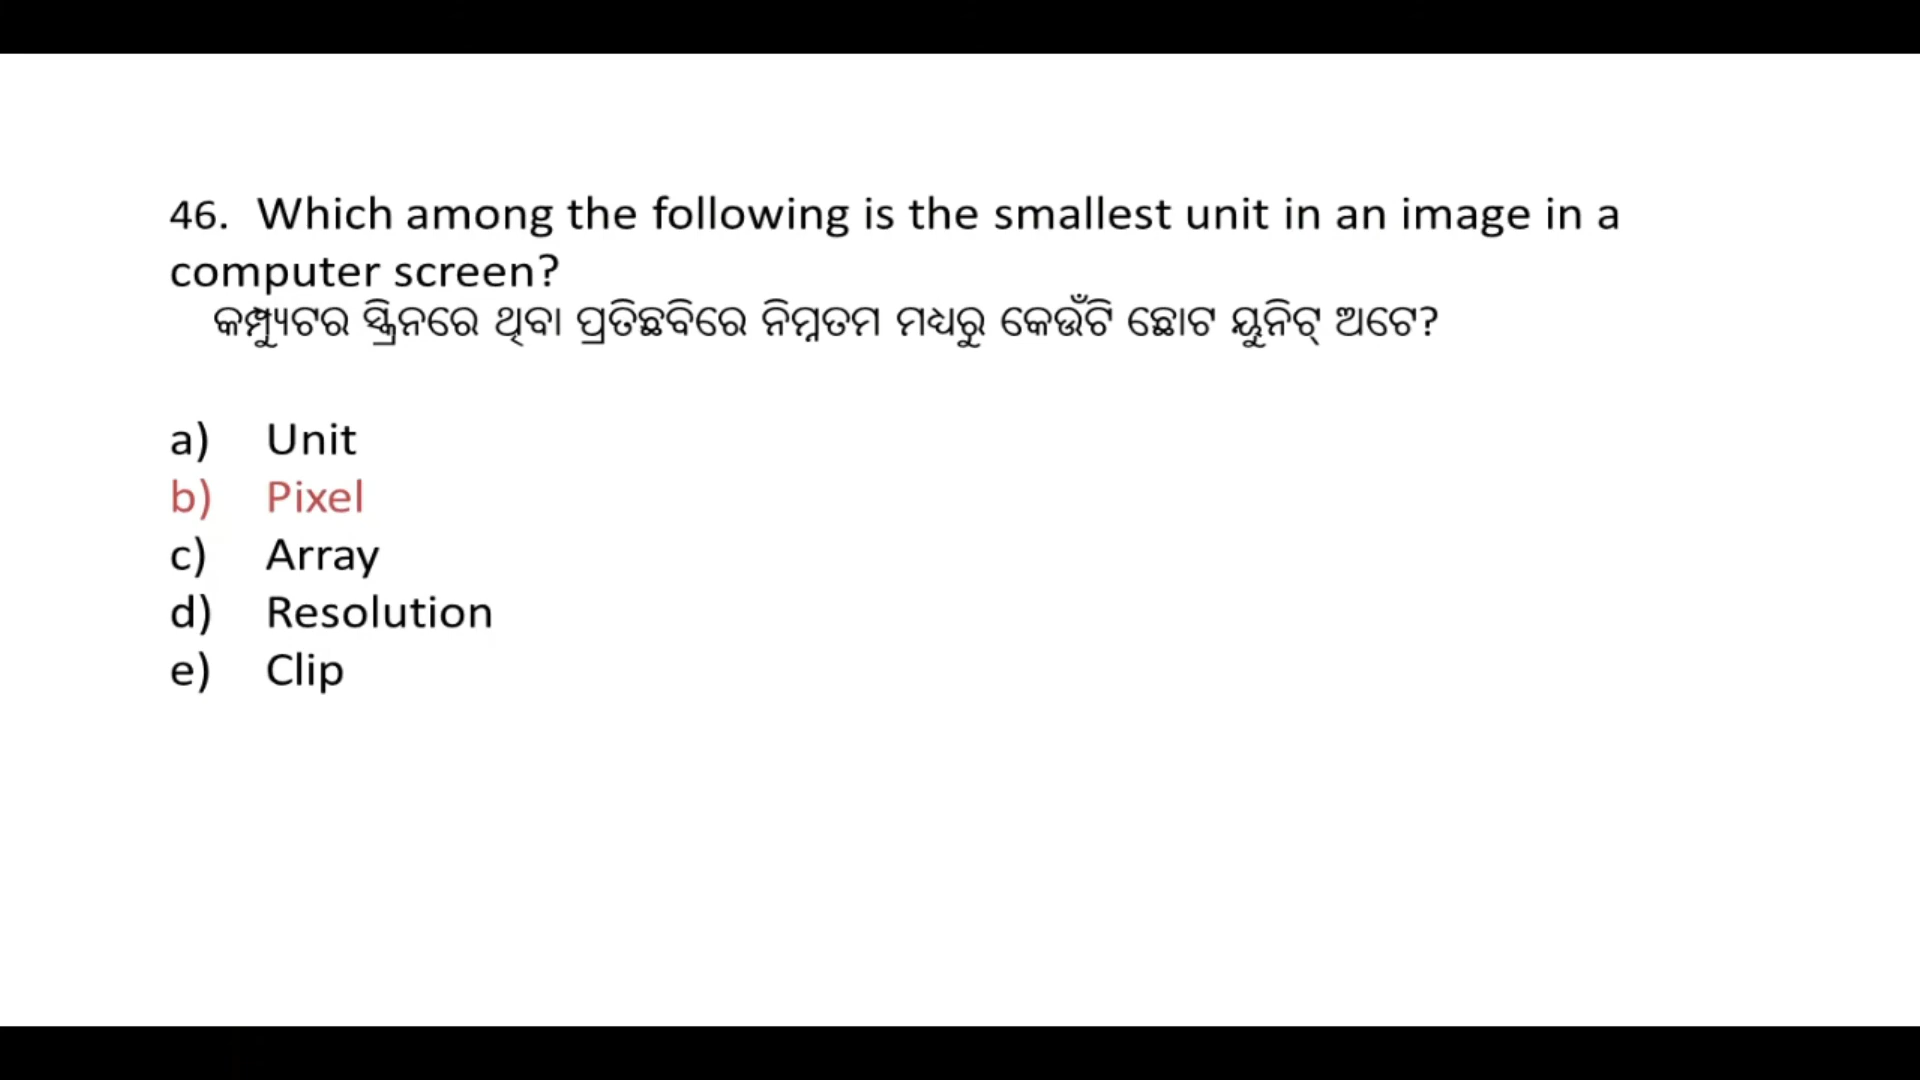 46. Which among the following is the smallest unit in an image in a
computer screen?
କମ୍ପ୍ୟୁଟର ସ୍କ୍ରିନରେ ଥିବା ପ୍ରତିଛବିରେ ନିମ୍ନତମ ମଧ୍ୟରୁ କେଉଁଟି ଛୋଟ ୟୁନିଟ୍ ଅଟେ?
a) Unit
b) Pixel
c) Array
d) Resolution
e) Clip